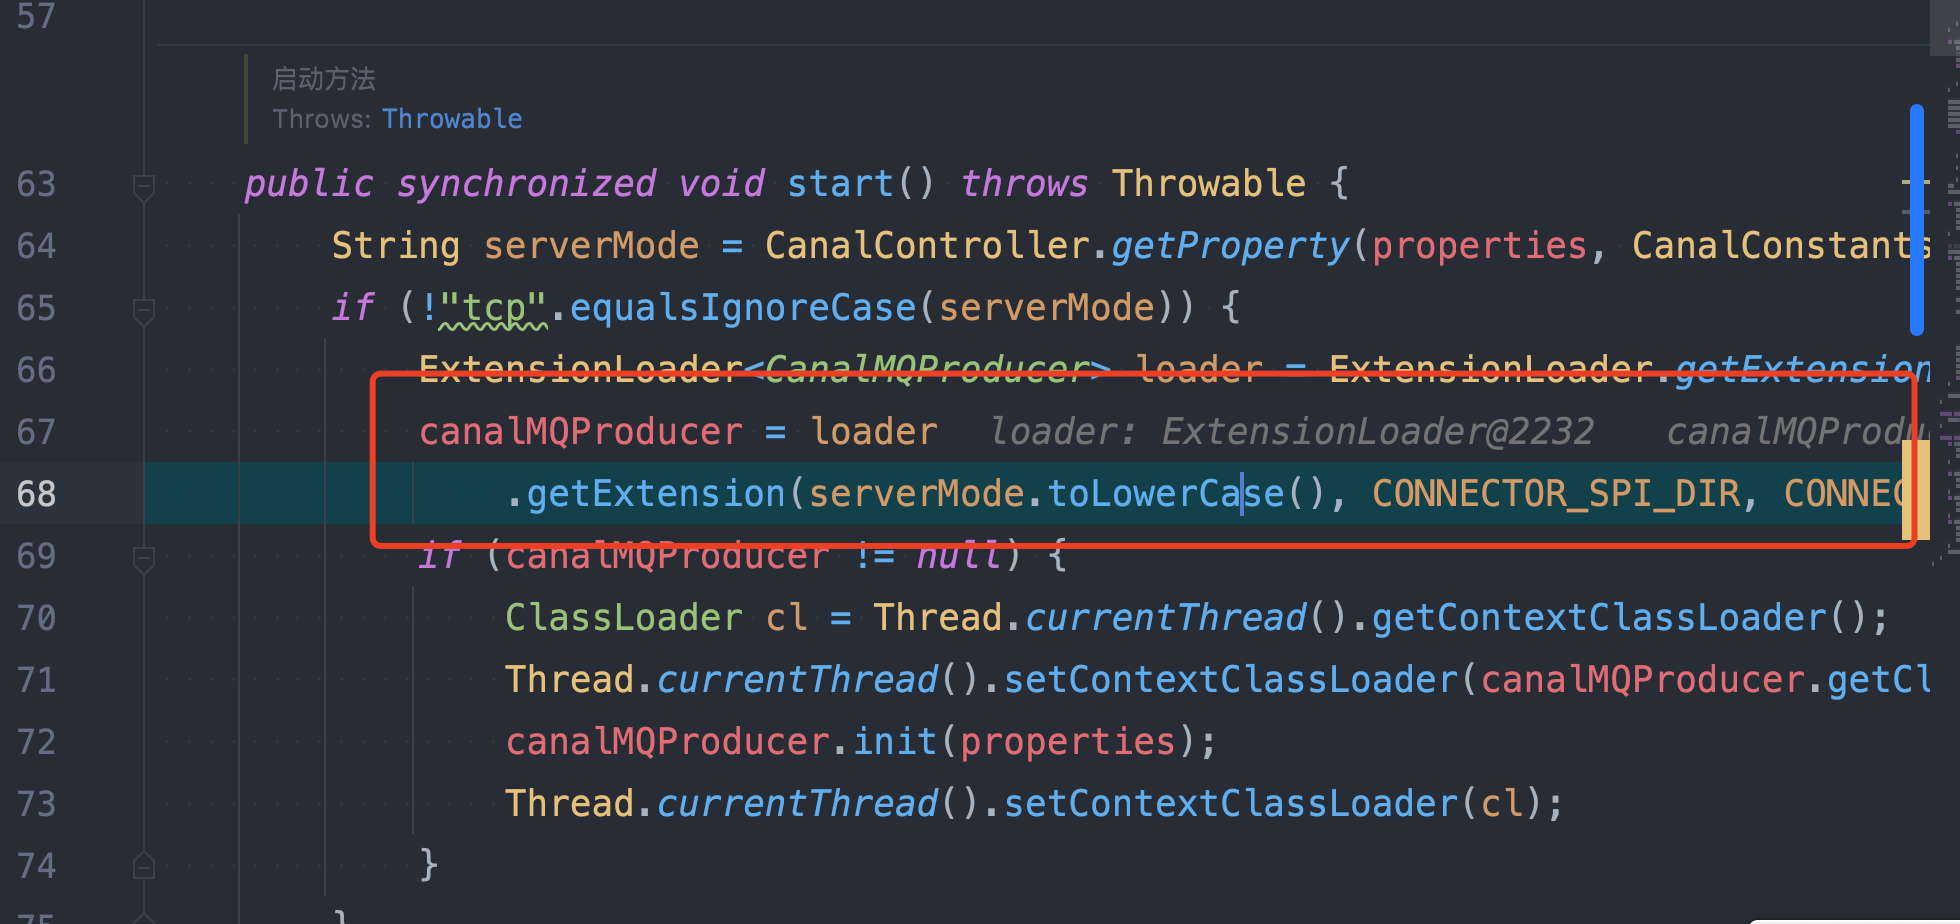 57
启动方法
Throws: Throwable
63 public synchronized void start() throws Throwable {
64 String serverMode = CanalController.getProperty(properties, CanalConstants
65 if (!"tcp".equalsIgnoreCase(serverMode)) {
66 ExtensionLoader<CanalMQProducer> loader = ExtensionLoader.getExtension
67 canalMQProducer = loader loader: ExtensionLoader@2232 canalMQProdu
68 .getExtension(serverMode.toLowerCase(), CONNECTOR_SPI_DIR, CONNEC
69 if (canalMQProducer != null) {
70 ClassLoader cl = Thread.currentThread().getContextClassLoader();
71 Thread.currentThread().setContextClassLoader(canalMQProducer.getCl
72 canalMQProducer.init(properties);
73 Thread.currentThread().setContextClassLoader(cl);
74 }
75 }